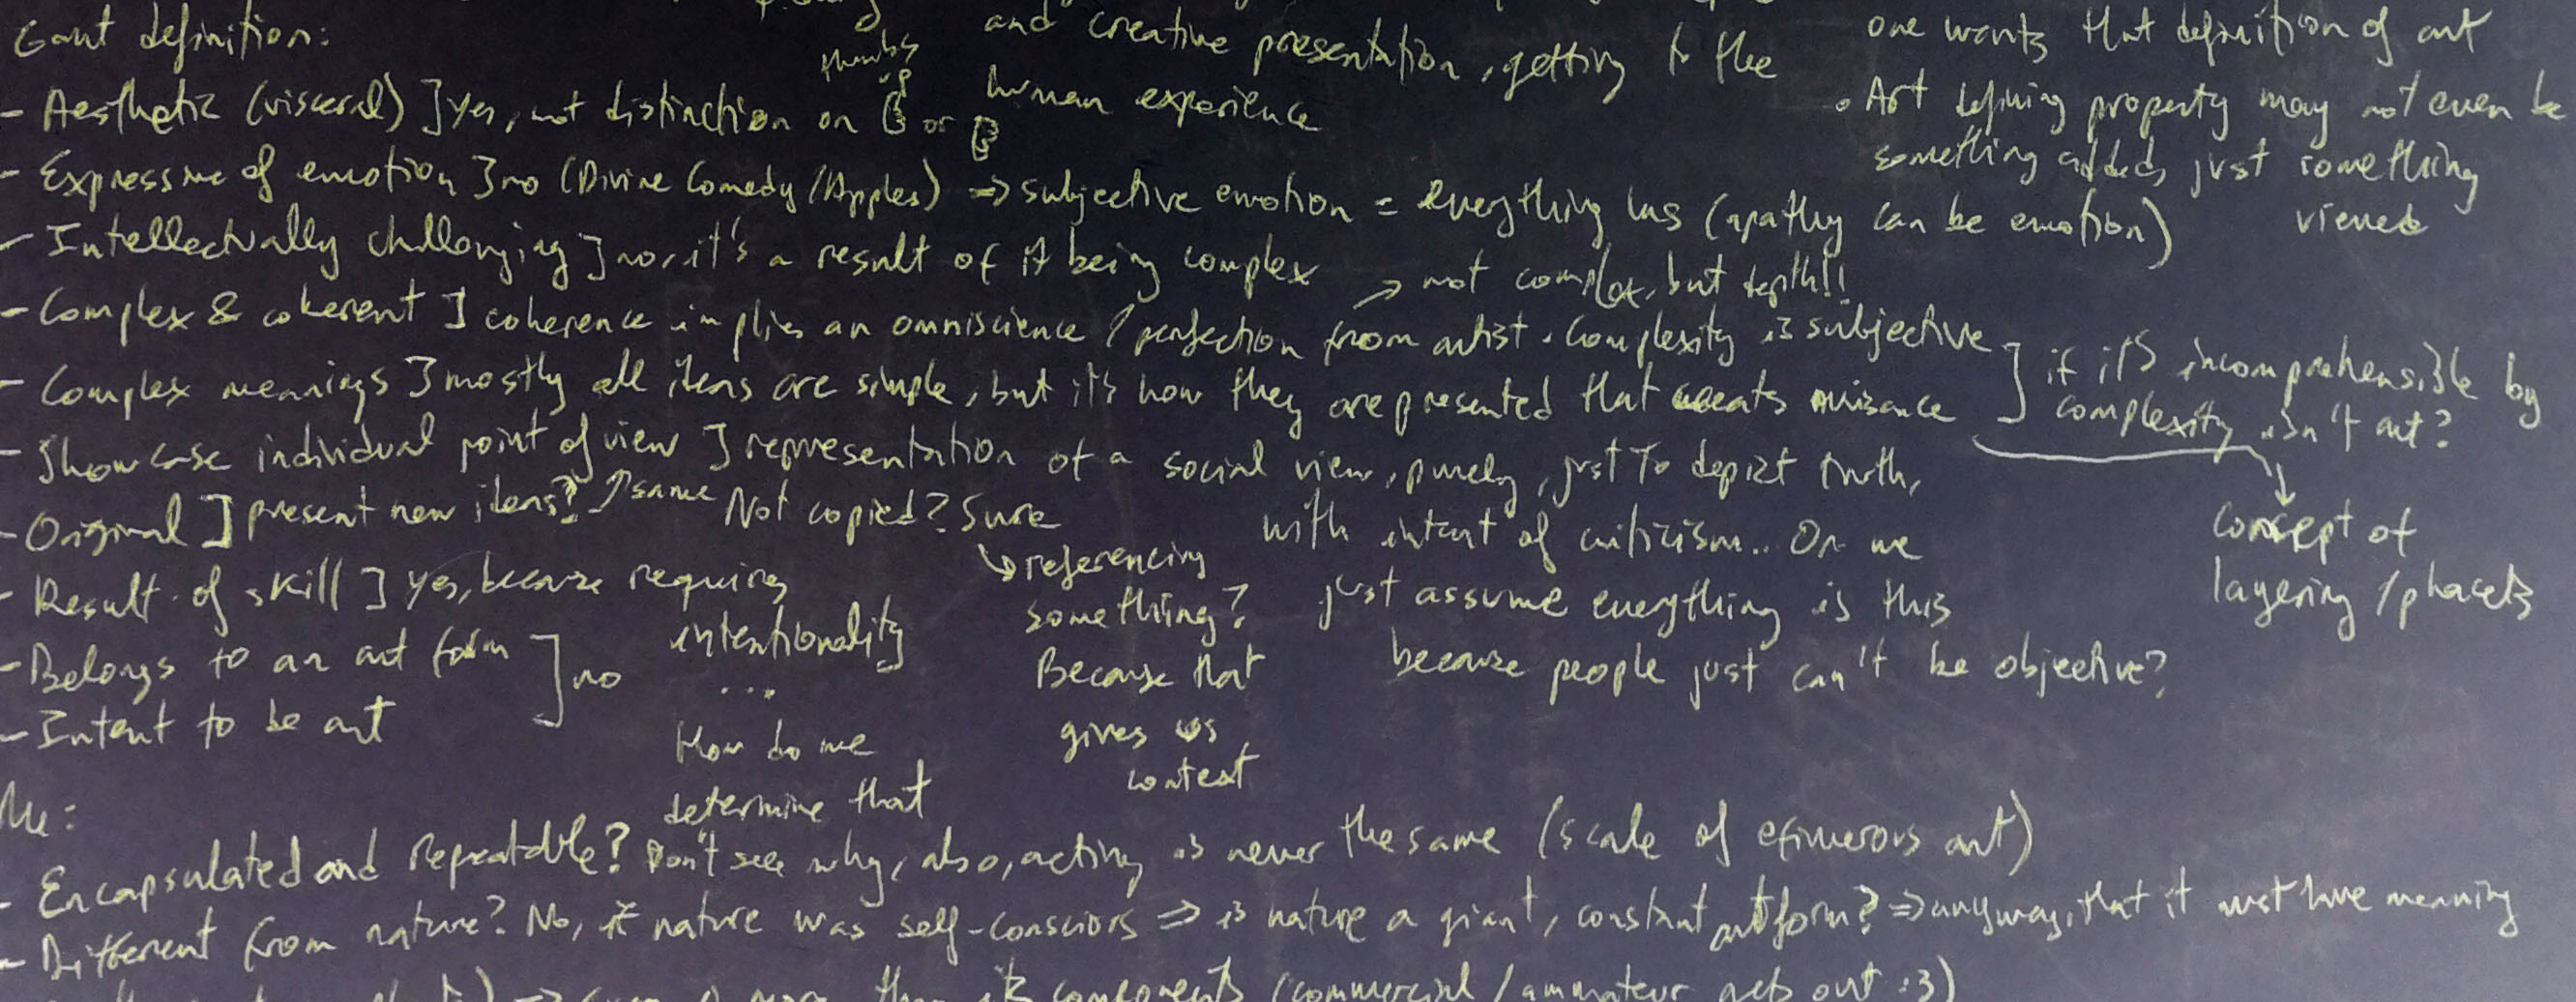 Gaut definition:
thumbs
up
and creative presentation, getting to the
human experience
one wants that definition of art
• Art defining property may not even be
something added, just something
viewed
- Aesthetic (visceral) ] yes, not distinction on or
- Expressive of emotion ] no (Divine Comedy/Apples) => subjective emotion = everything has (apathy can be emotion)
- Intellectually challenging ] no, it's a result of it being complex
→ not complex, but depth!!
- Complex & coherent ] coherence implies an omniscience / perfection from artist. Complexity is subjective
- Complex meanings ] mostly all ideas are simple, but it's how they are presented that creats nuisance
] if it's incomprehensible by
complexity isn't art?
concept of
layering / phacets
- Showcase individual point of view ] representation of a social view, purely, just to depict truth,
with intent of criticism... Or we
just assume everything is this
because people just can't be objective?
- Original ] present new ideas? ↑same Not copied? Sure
↳ referencing
something?
Because that
gives us
context
- Result of skill ] yes, because requires
intentionality
...
How do we
determine that
- Belongs to an art form
- Intent to be art
] no
Me:
- Encapsulated and repeatable? Don't see why, also, acting is never the same (scale of efimerous art)
- Different from nature? No, if nature was self-conscious => is nature a giant, constant art form? => anyway, that it must have meaning
more than its components (commercial / ammateur gets out :3)